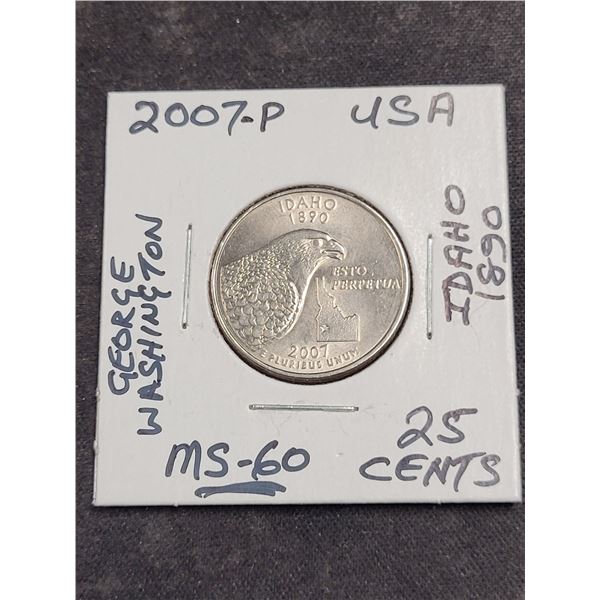 2007-P USA
GEORGE
WASHINGTON
IDAHO
1890
ESTO
PERPETUA
2007
E PLURIBUS UNUM
IDAHO
1890
MS-60
25
CENTS